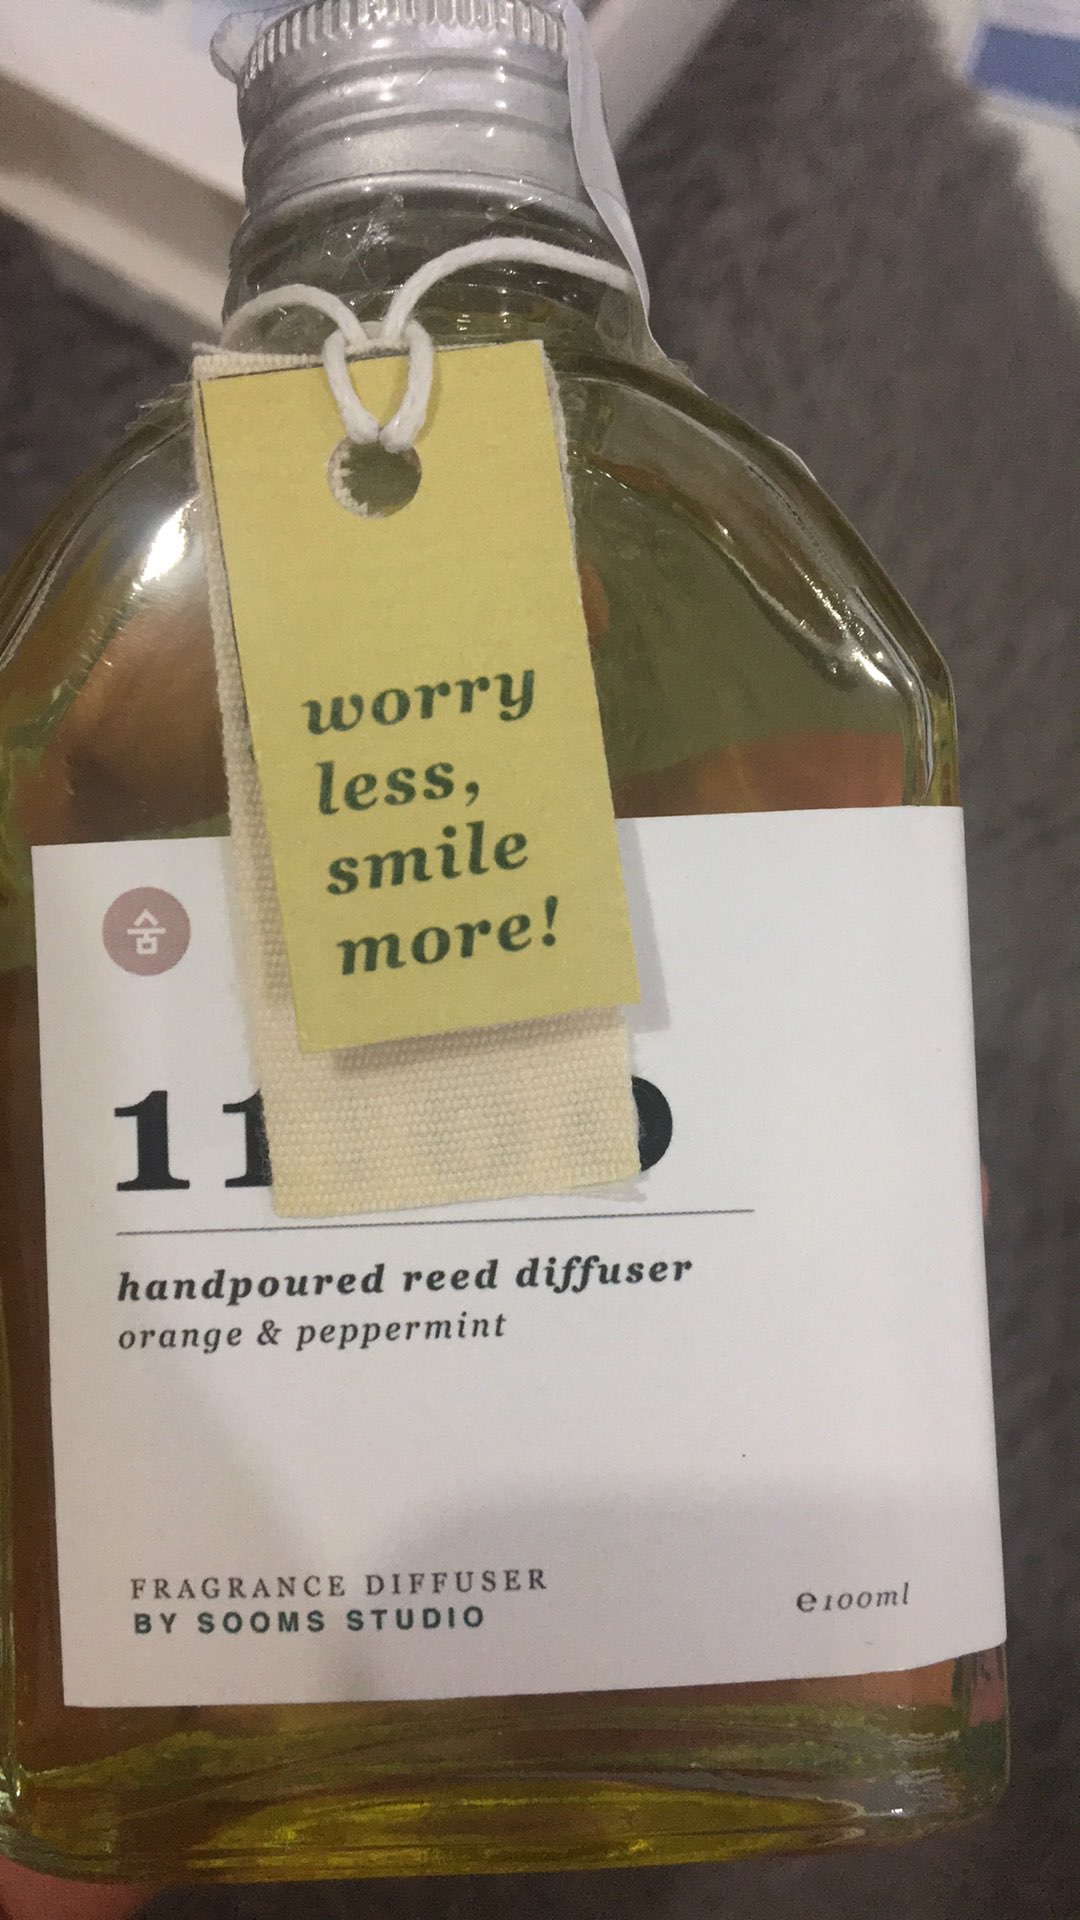 worry
less,
smile
more!
숨
handpoured reed diffuser
orange & peppermint
FRAGRANCE DIFFUSER
BY SOOMS STUDIO
e100ml